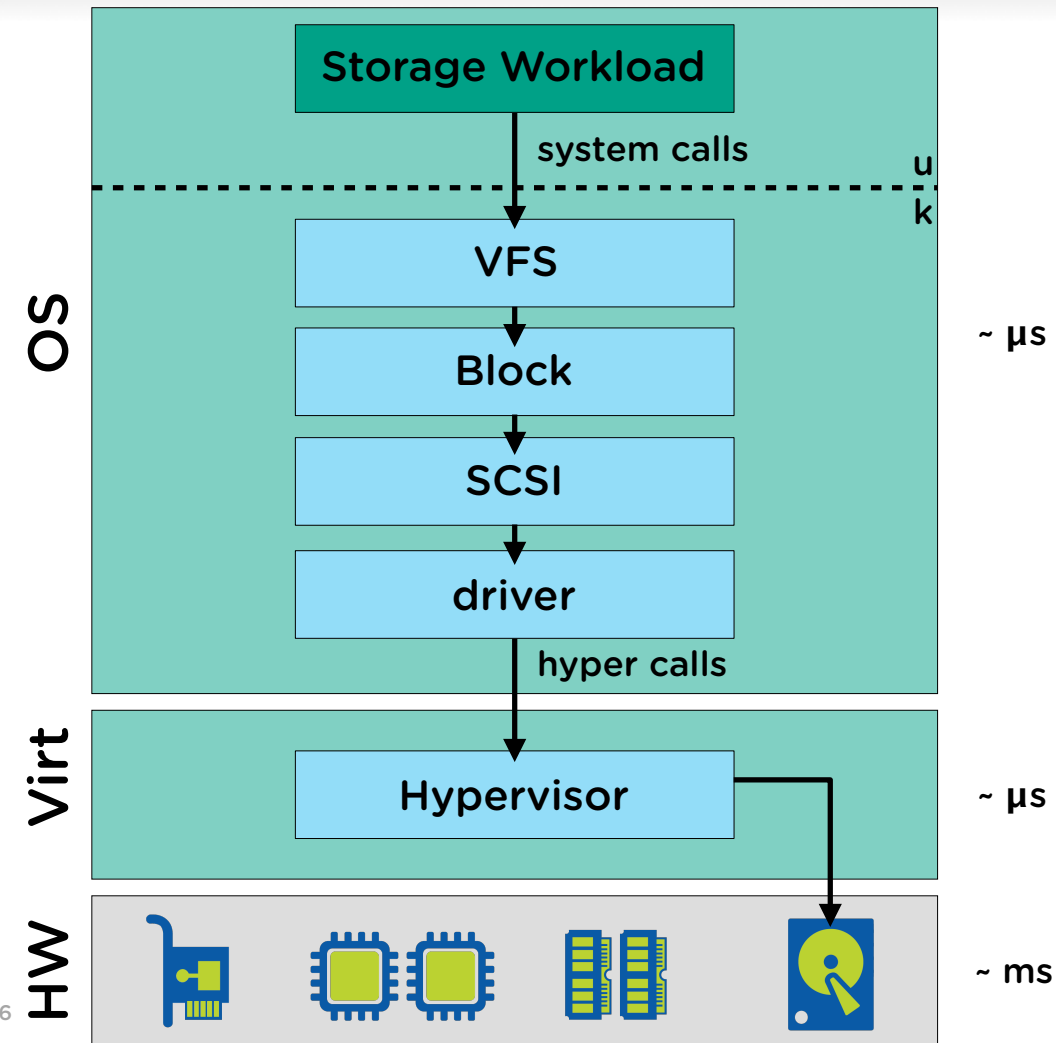 Storage Workload
system calls
u
k
VFS
OS
~ μs
Block
SCSI
driver
hyper calls
Virt
Hypervisor
~ μs
HW
~ ms
6